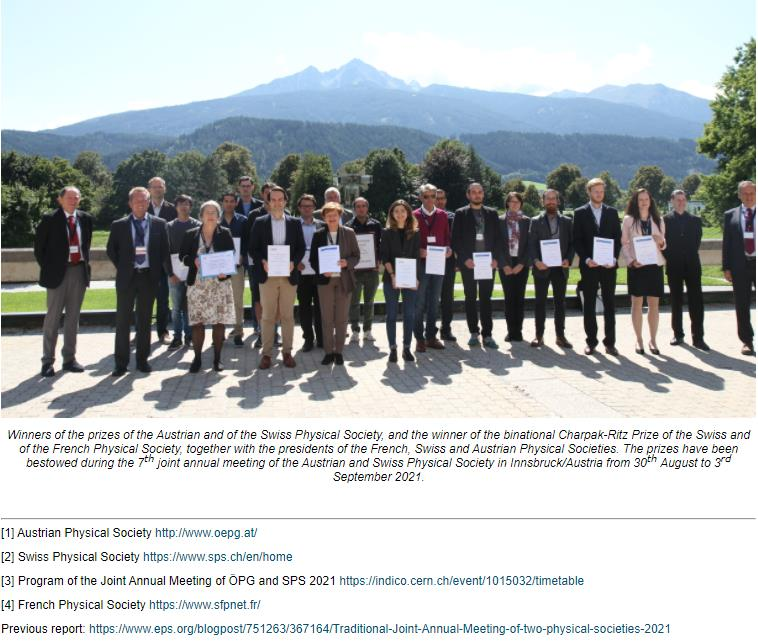 Winners of the prizes of the Austrian and of the Swiss Physical Society, and the winner of the binational Charpak-Ritz Prize of the Swiss and
of the French Physical Society, together with the presidents of the French, Swiss and Austrian Physical Societies. The prizes have been
bestowed during the 7th joint annual meeting of the Austrian and Swiss Physical Society in Innsbruck/Austria from 30th August to 3rd
September 2021.
[1] Austrian Physical Society http://www.oepg.at/
[2] Swiss Physical Society https://www.sps.ch/en/home
[3] Program of the Joint Annual Meeting of ÖPG and SPS 2021 https://indico.cern.ch/event/1015032/timetable
[4] French Physical Society https://www.sfpnet.fr/
Previous report: https://www.eps.org/blogpost/751263/367164/Traditional-Joint-Annual-Meeting-of-two-physical-societies-2021